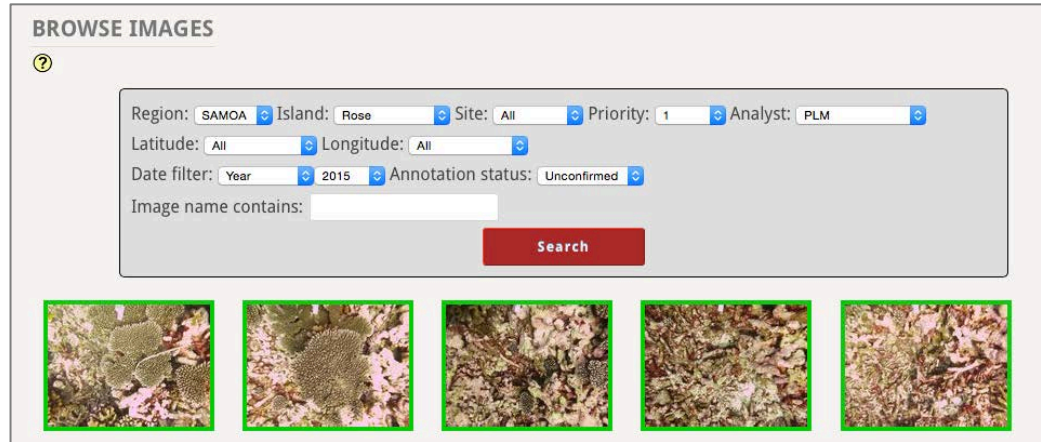 BROWSE IMAGES
?
Region: SAMOA Island: Rose Site: All Priority: 1 Analyst: PLM
Latitude: All Longitude: All
Date filter: Year 2015 Annotation status: Unconfirmed
Image name contains:
Search